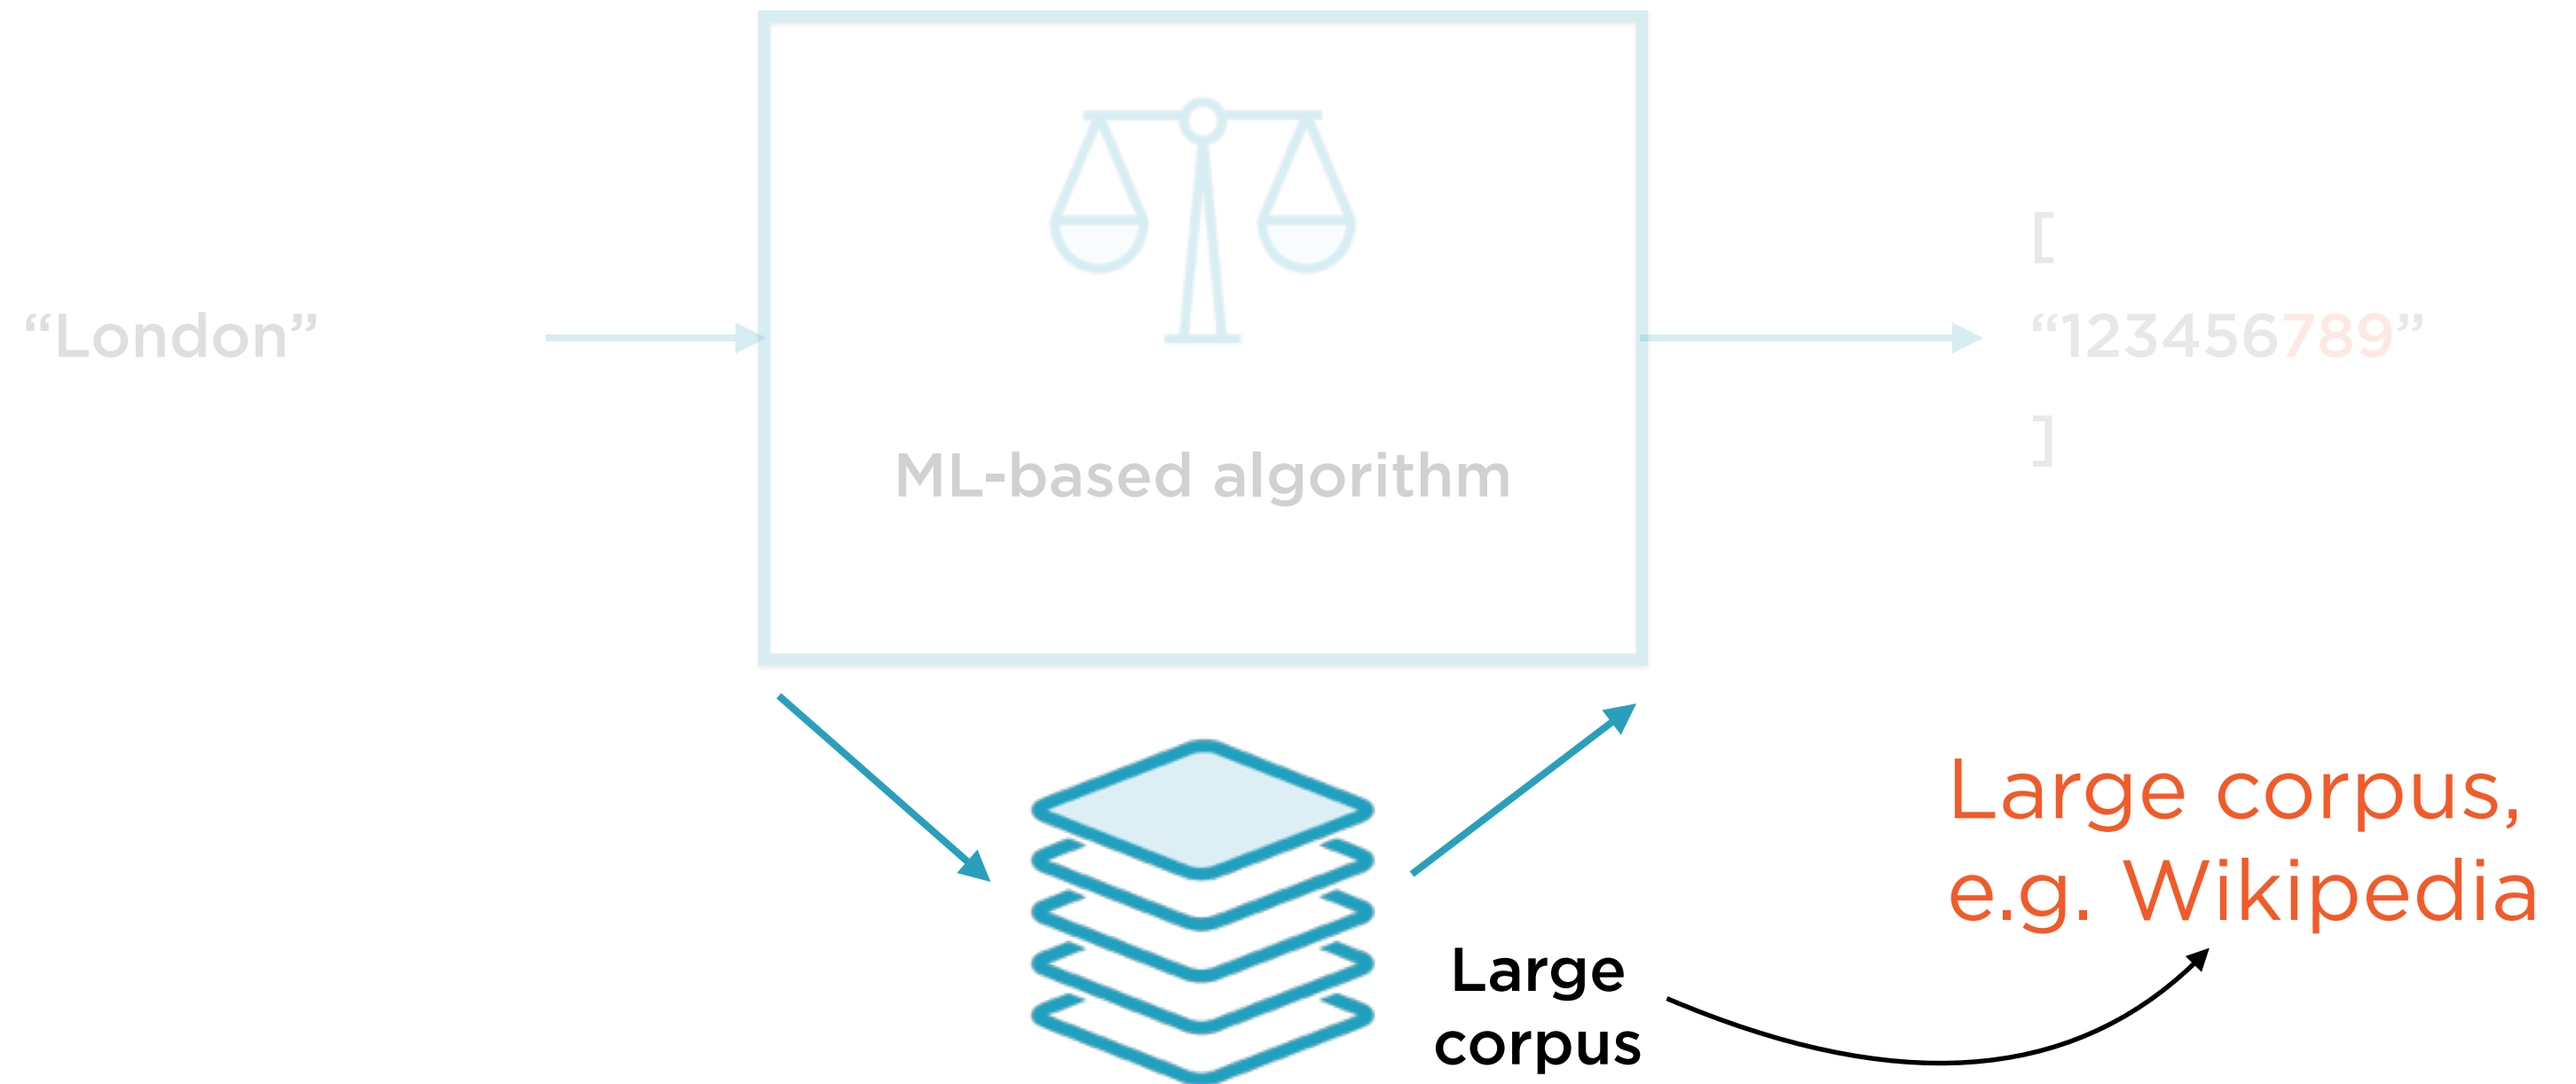 “London”
ML-based algorithm
[
“123456789”
]
Large
corpus
Large corpus,
e.g. Wikipedia